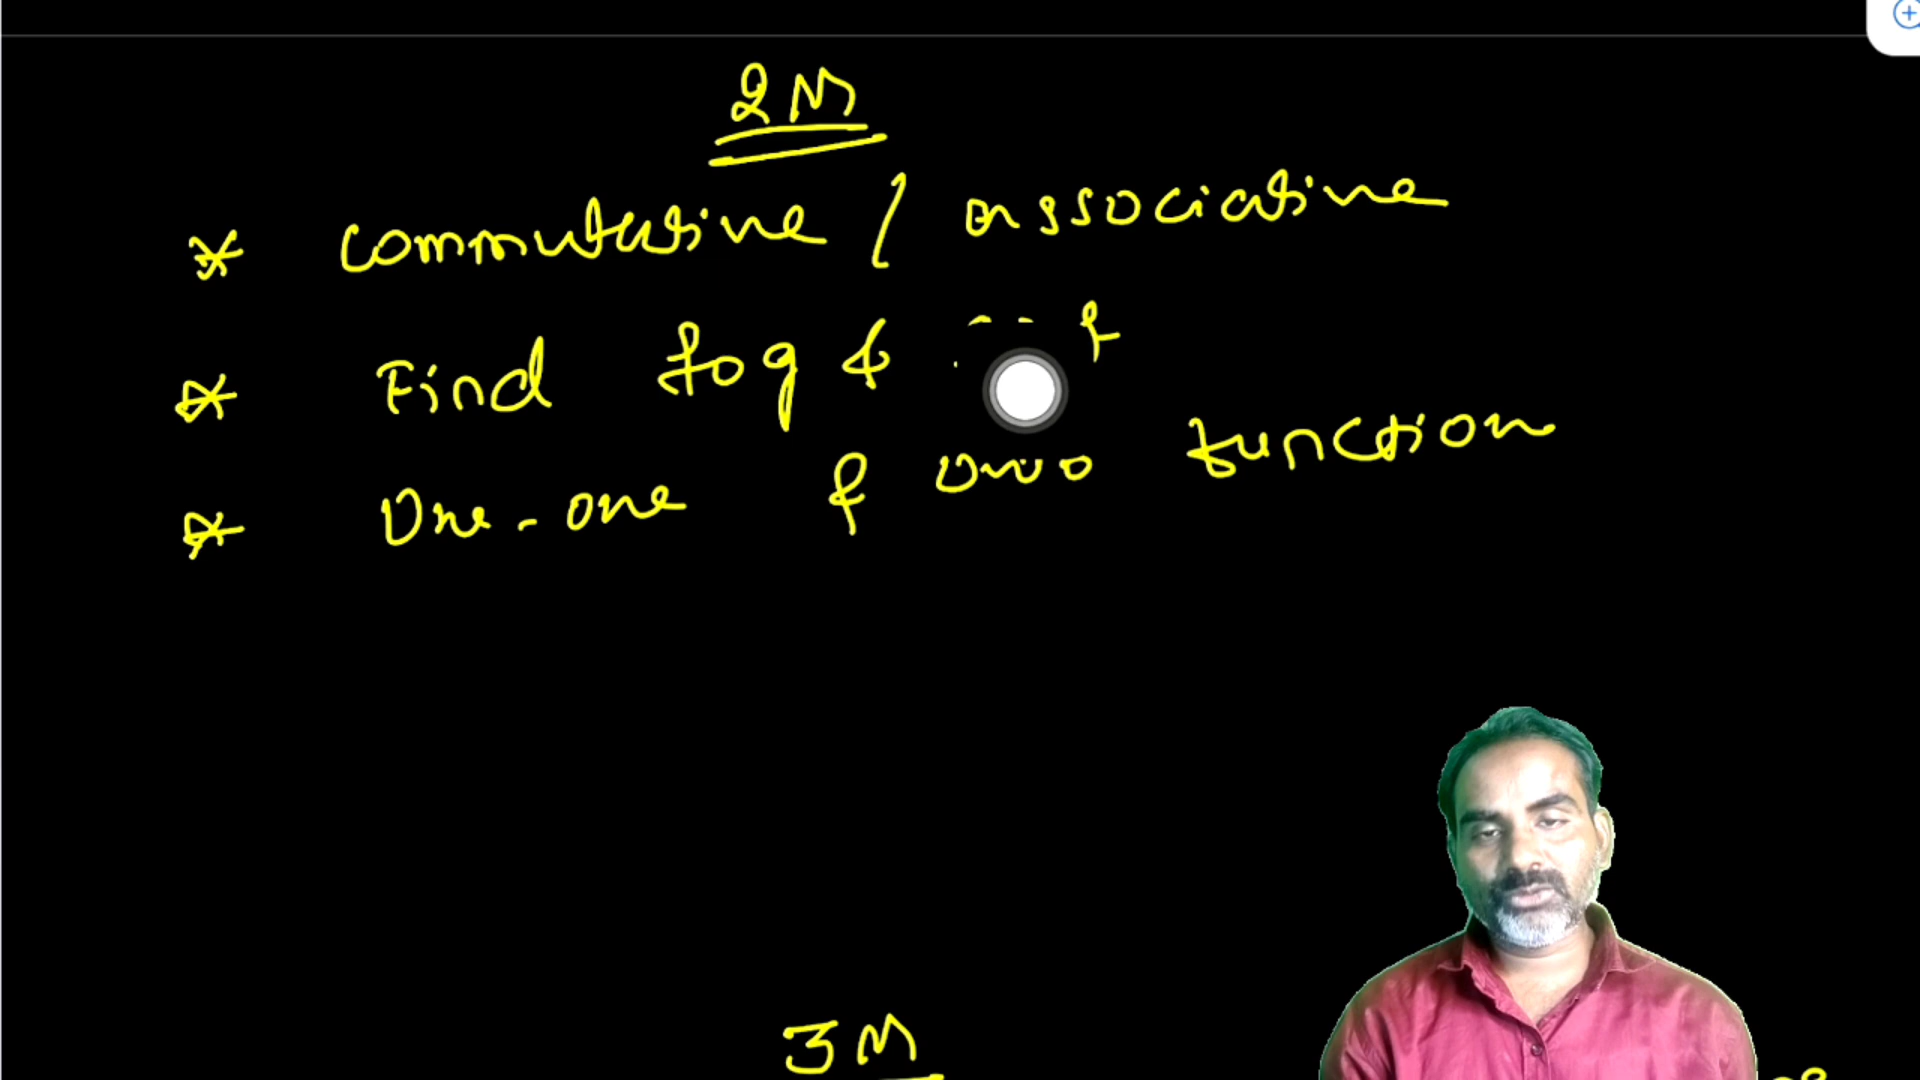 2M
* Commutative / associative
* Find fog &
* One-one & onto function
3M